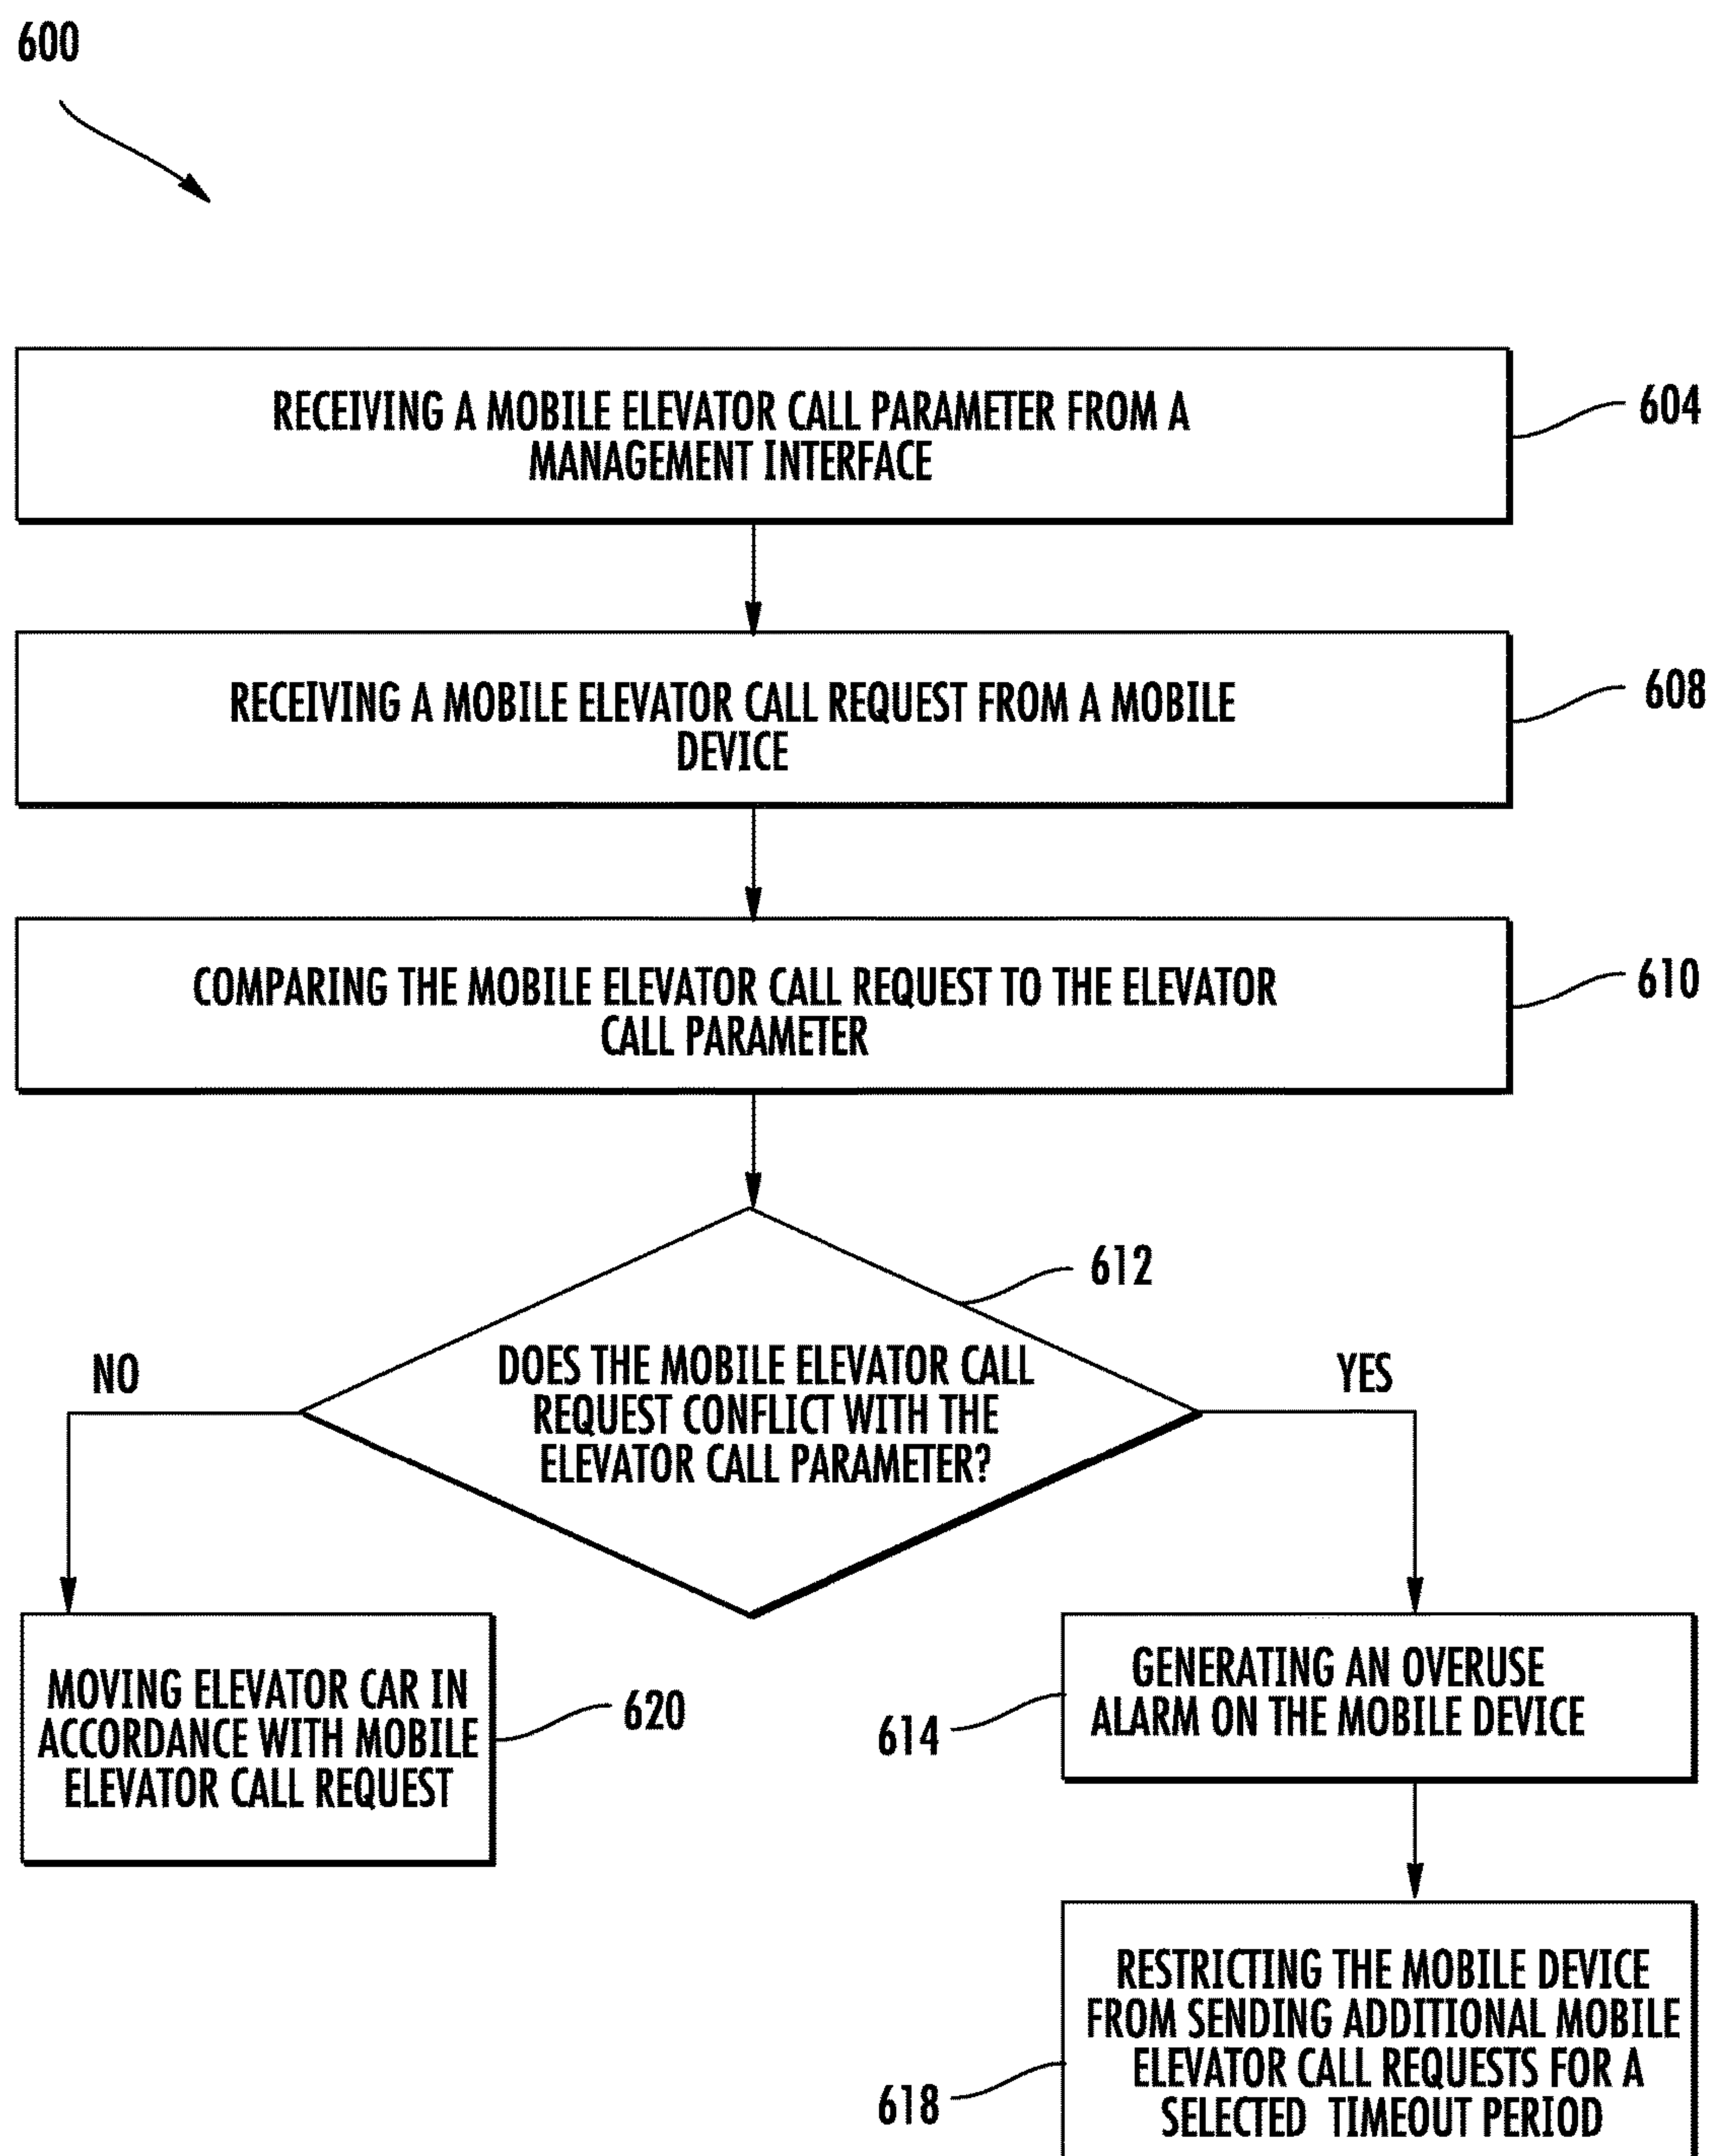 600
RECEIVING A MOBILE ELEVATOR CALL PARAMETER FROM A
MANAGEMENT INTERFACE
604
RECEIVING A MOBILE ELEVATOR CALL REQUEST FROM A MOBILE
DEVICE
608
COMPARING THE MOBILE ELEVATOR CALL REQUEST TO THE ELEVATOR
CALL PARAMETER
610
612
DOES THE MOBILE ELEVATOR CALL
REQUEST CONFLICT WITH THE
ELEVATOR CALL PARAMETER?
NO
YES
MOVING ELEVATOR CAR IN
ACCORDANCE WITH MOBILE
ELEVATOR CALL REQUEST
620
GENERATING AN OVERUSE
ALARM ON THE MOBILE DEVICE
614
RESTRICTING THE MOBILE DEVICE
FROM SENDING ADDITIONAL MOBILE
ELEVATOR CALL REQUESTS FOR A
SELECTED TIMEOUT PERIOD
618